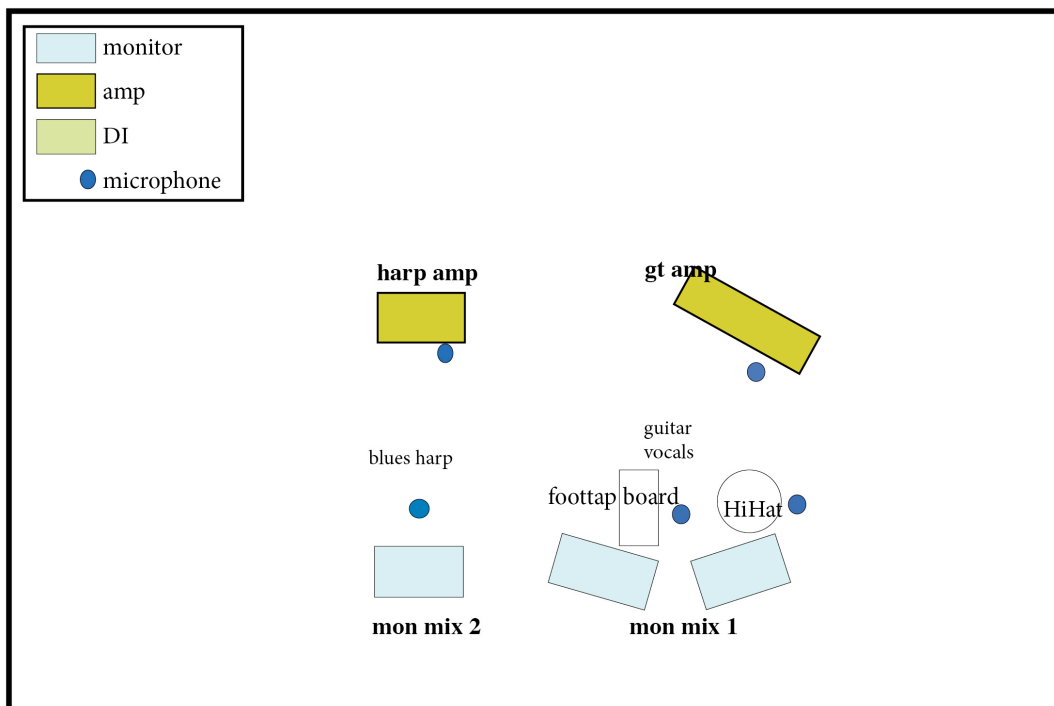 monitor
amp
DI
microphone
harp amp
gt amp
guitar
vocals
blues harp
foottap board
HiHat
mon mix 2
mon mix 1